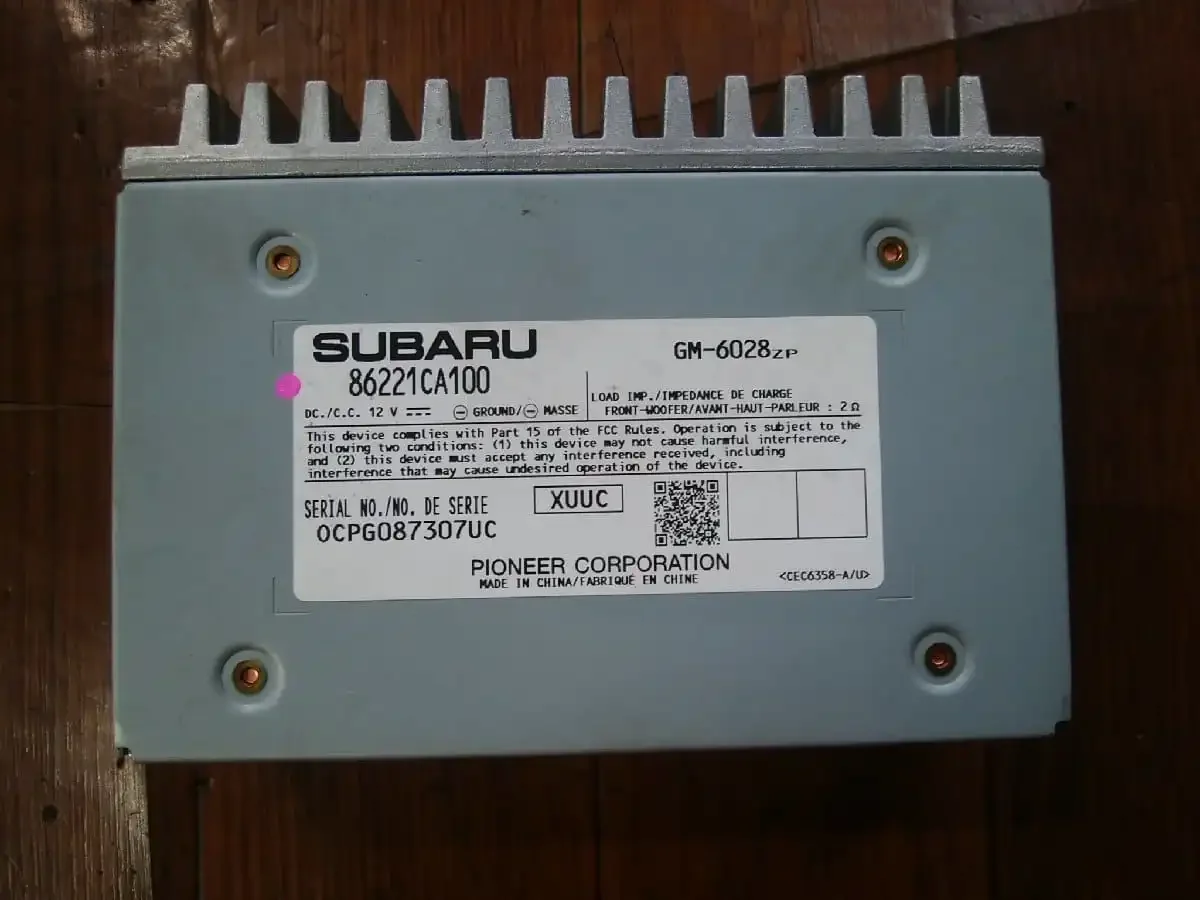 SUBARU
GM-6028ZP
86221CA100
DC./C.C. 12 V ⊖ GROUND/⊖ MASSE
LOAD IMP./IMPEDANCE DE CHARGE
FRONT-WOOFER/AVANT-HAUT-PARLEUR : 2Ω
This device complies with Part 15 of the FCC Rules. Operation is subject to the
following two conditions: (1) this device may not cause harmful interference,
and (2) this device must accept any interference received, including
interference that may cause undesired operation of the device.
SERIAL NO./NO. DE SERIE
XUUC
OCPG087307UC
PIONEER CORPORATION
MADE IN CHINA/FABRIQUÉ EN CHINE
<CEC6358-A/U>